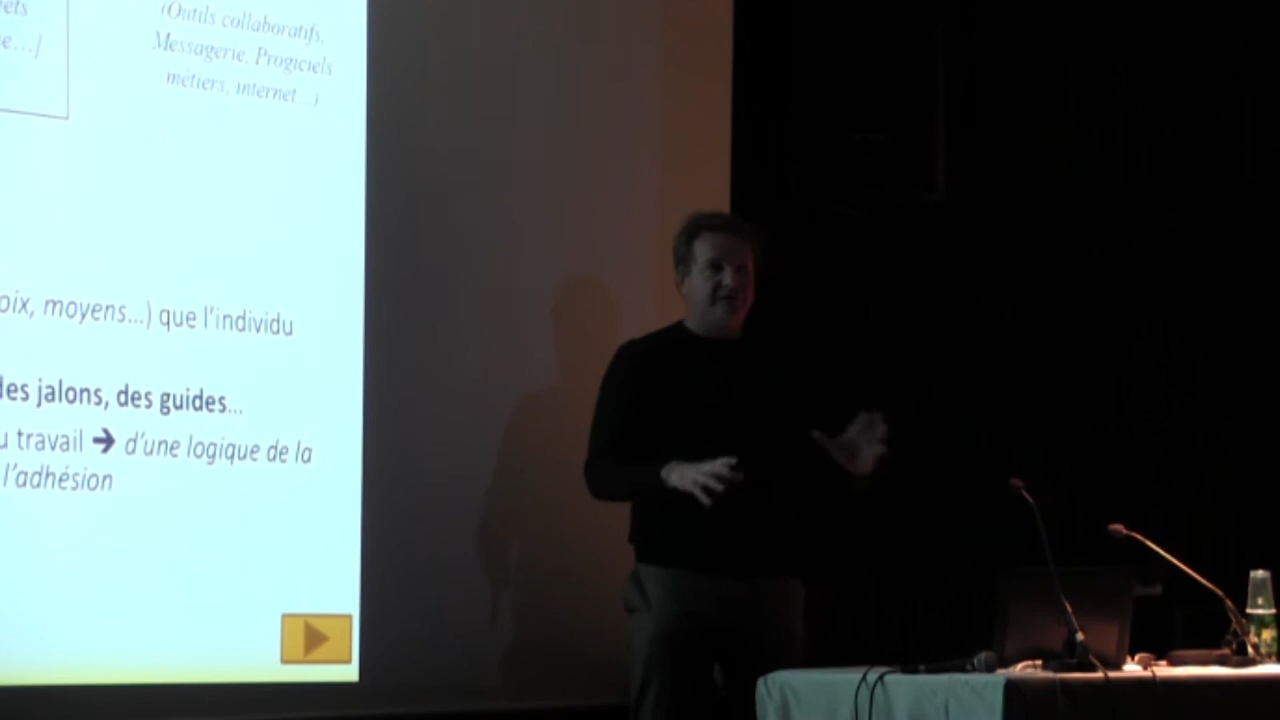 ets
e...]
(Outils collaboratifs,
Messagerie, Progiciels
métiers, internet...)
oix, moyens...) que l'individu
des jalons, des guides...
u travail ➔ d'une logique de la
l'adhésion